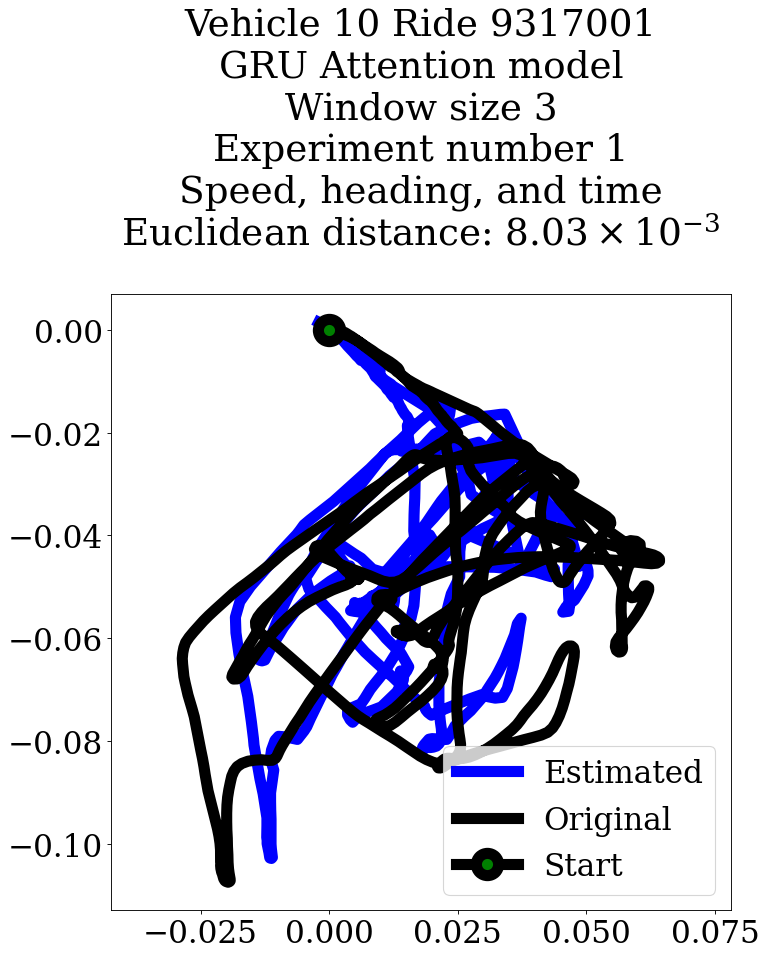 Vehicle 10 Ride 9317001
GRU Attention model
Window size 3
Experiment number 1
Speed, heading, and time
Euclidean distance: 8.03 × 10⁻³
0.00
−0.02
−0.04
−0.06
−0.08
−0.10
Estimated
Original
Start
−0.025 0.000 0.025 0.050 0.075